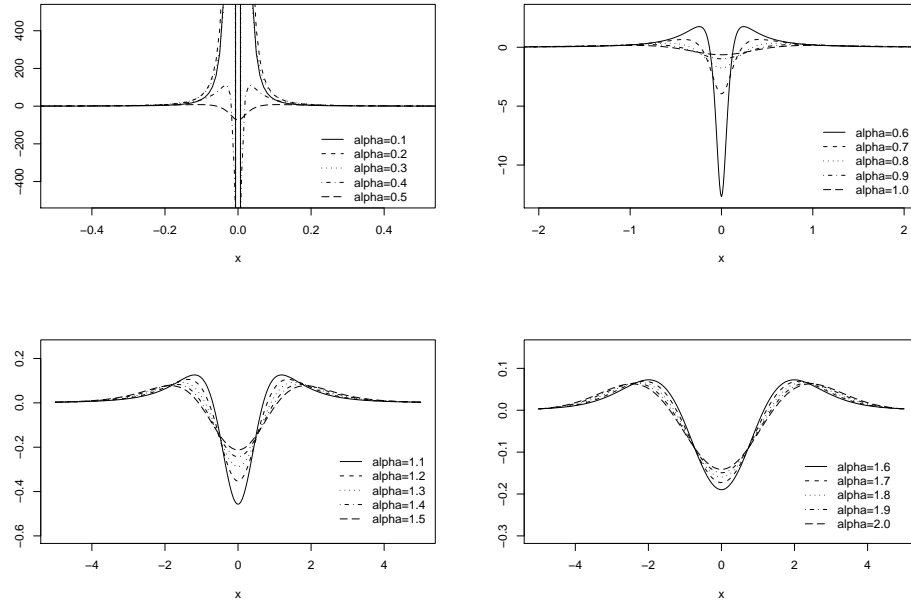 400
200
0
−200
−400
alpha=0.1
alpha=0.2
alpha=0.3
alpha=0.4
alpha=0.5
−0.4 −0.2 0.0 0.2 0.4
x
0
−5
−10
alpha=0.6
alpha=0.7
alpha=0.8
alpha=0.9
alpha=1.0
−2 −1 0 1 2
x
0.2
0.0
−0.2
−0.4
−0.6
alpha=1.1
alpha=1.2
alpha=1.3
alpha=1.4
alpha=1.5
−4 −2 0 2 4
x
0.1
0.0
−0.1
−0.2
−0.3
alpha=1.6
alpha=1.7
alpha=1.8
alpha=1.9
alpha=2.0
−4 −2 0 2 4
x